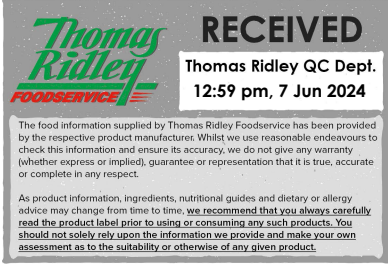 Thomas
Ridley
FOODSERVICE
RECEIVED
Thomas Ridley QC Dept.
12:59 pm, 7 Jun 2024
The food information supplied by Thomas Ridley Foodservice has been provided
by the respective product manufacturer. Whilst we use reasonable endeavours to
check this information and ensure its accuracy, we do not give any warranty
(whether express or implied), guarantee or representation that it is true, accurate
or complete in any respect.
As product information, ingredients, nutritional guides and dietary or allergy
advice may change from time to time, we recommend that you always carefully
read the product label prior to using or consuming any such products. You
should not solely rely upon the information we provide and make your own
assessment as to the suitability or otherwise of any given product.